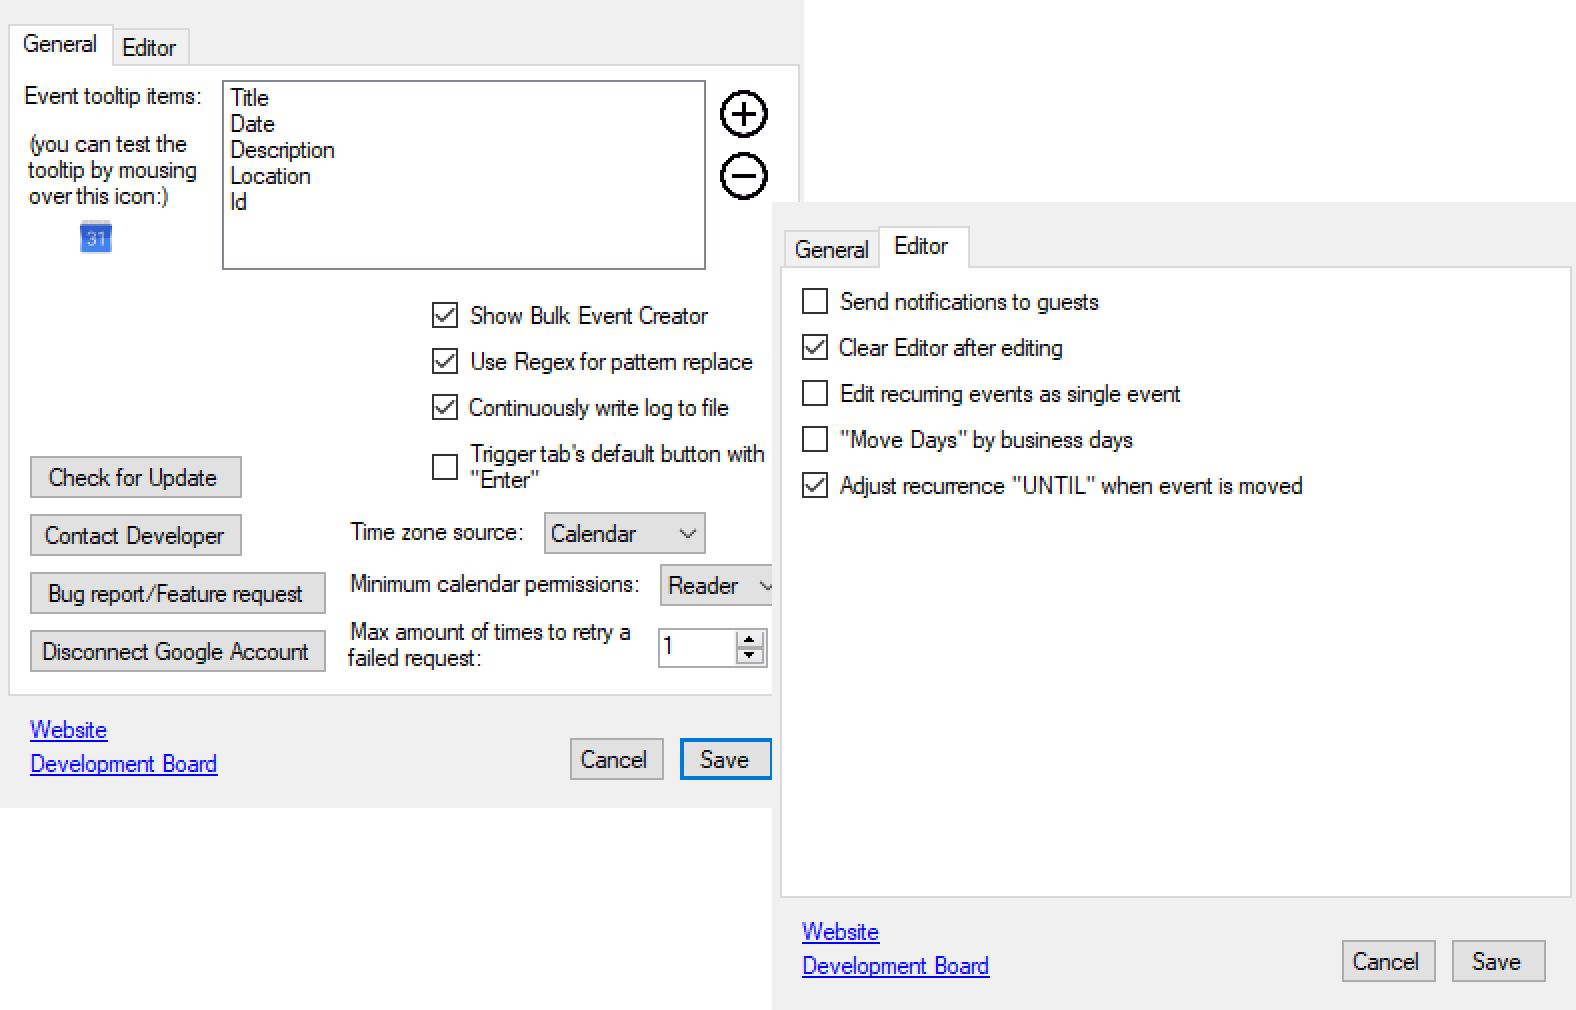 General
Editor
Event tooltip items:
(you can test the
tooltip by mousing
over this icon:)
31
Title
Date
Description
Location
Id
Show Bulk Event Creator
Use Regex for pattern replace
Continuously write log to file
Trigger tab's default button with
"Enter"
Check for Update
Contact Developer
Bug report/Feature request
Disconnect Google Account
Time zone source:
Calendar
Minimum calendar permissions:
Reader
Max amount of times to retry a
failed request:
1
Website
Development Board
Cancel
Save
General
Editor
Send notifications to guests
Clear Editor after editing
Edit recurring events as single event
"Move Days" by business days
Adjust recurrence "UNTIL" when event is moved
Website
Development Board
Cancel
Save